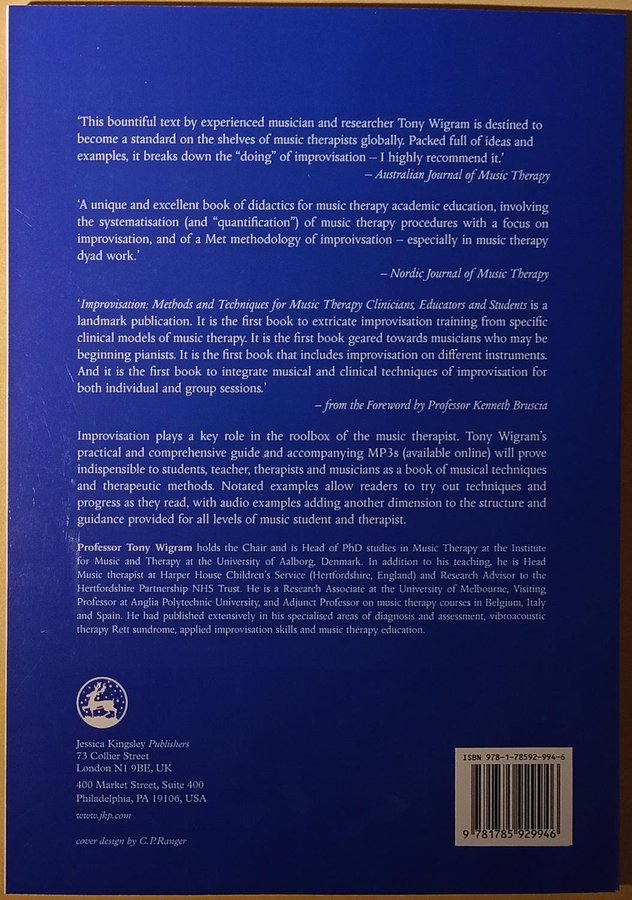 ‘This bountiful text by experienced musician and researcher Tony Wigram is destined to
become a standard on the shelves of music therapists globally. Packed full of ideas and
examples, it breaks down the “doing” of improvisation – I highly recommend it.’
– Australian Journal of Music Therapy
‘A unique and excellent book of didactics for music therapy academic education, involving
the systematisation (and “quantification”) of music therapy procedures with a focus on
improvisation, and of a Met methodology of improivsation – especially in music therapy
dyad work.’
– Nordic Journal of Music Therapy
‘Improvisation: Methods and Techniques for Music Therapy Clinicians, Educators and Students is a
landmark publication. It is the first book to extricate improvisation training from specific
clinical models of music therapy. It is the first book geared towards musicians who may be
beginning pianists. It is the first book that includes improvisation on different instruments.
And it is the first book to integrate musical and clinical techniques of improvisation for
both individual and group sessions.’
– from the Foreword by Professor Kenneth Bruscia
Improvisation plays a key role in the roolbox of the music therapist. Tony Wigram’s
practical and comprehensive guide and accompanying MP3s (available online) will prove
indispensible to students, teacher, therapists and musicians as a book of musical techniques
and therapeutic methods. Notated examples allow readers to try out techniques and
progress as they read, with audio examples adding another dimension to the structure and
guidance provided for all levels of music student and therapist.
Professor Tony Wigram holds the Chair and is Head of PhD studies in Music Therapy at the Institute
for Music and Therapy at the University of Aalborg, Denmark. In addition to his teaching, he is Head
Music therapist at Harper House Children’s Service (Hertfordshire, England) and Research Advisor to the
Hertfordshire Partnership NHS Trust. He is a Research Associate at the University of Melbourne, Visiting
Professor at Anglia Polytechnic University, and Adjunct Professor on music therapy courses in Belgium, Italy
and Spain. He had published extensively in his specialised areas of diagnosis and assessment, vibroacoustic
therapy Rett sundrome, applied improvisation skills and music therapy education.
Jessica Kingsley Publishers
73 Collier Street
London N1 9BE, UK
400 Market Street, Suite 400
Philadelphia, PA 19106, USA
www.jkp.com
cover design by C.P.Ranger
ISBN 978-1-78592-994-6
9 781785 929946